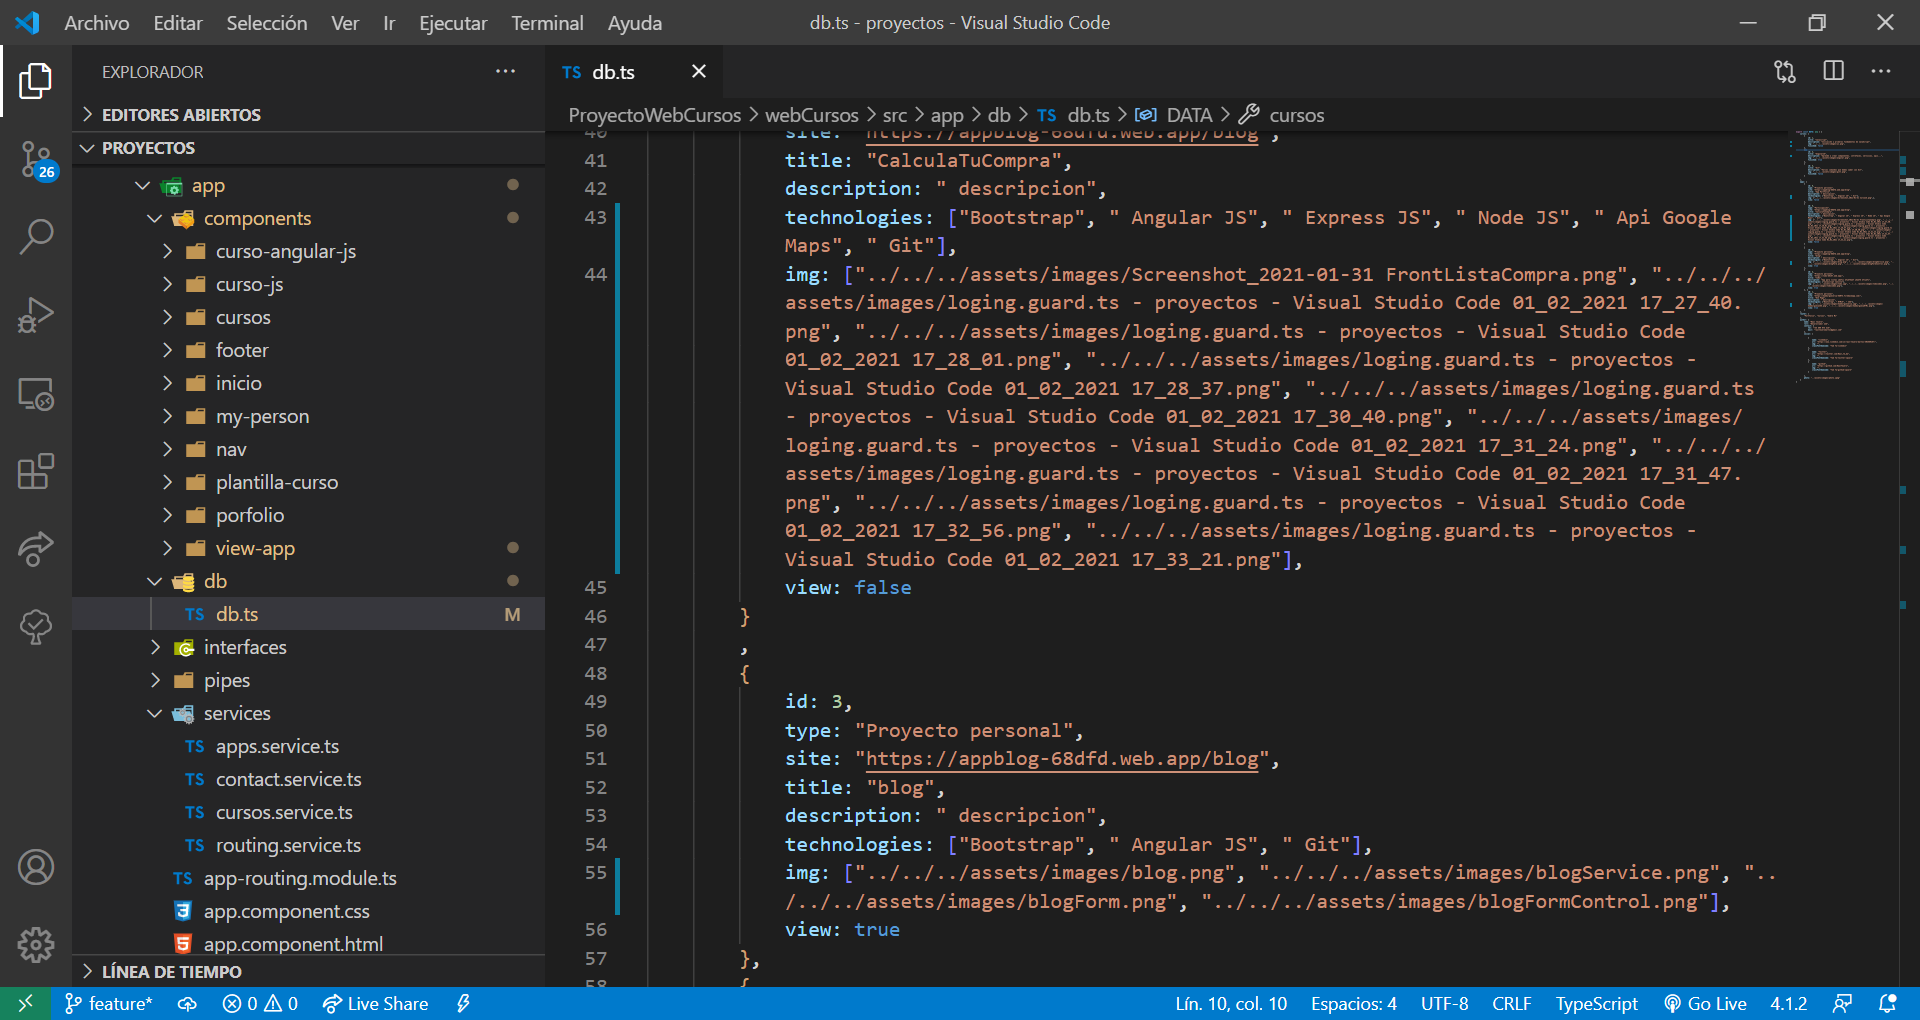 Archivo Editar Selección Ver Ir Ejecutar Terminal Ayuda
db.ts - proyectos - Visual Studio Code
EXPLORADOR
EDITORES ABIERTOS
PROYECTOS
app
components
curso-angular-js
curso-js
cursos
footer
inicio
my-person
nav
plantilla-curso
porfolio
view-app
db
TS db.ts M
interfaces
pipes
services
TS apps.service.ts
TS contact.service.ts
TS cursos.service.ts
TS routing.service.ts
TS app-routing.module.ts
app.component.css
app.component.html
LÍNEA DE TIEMPO
26
TS db.ts
ProyectoWebCursos > webCursos > src > app > db > TS db.ts > DATA > cursos
40 site: "https://appblog-68dfd.web.app/blog",
41 title: "CalculaTuCompra",
42 description: " descripcion",
43 technologies: ["Bootstrap", " Angular JS", " Express JS", " Node JS", " Api Google
Maps", " Git"],
44 img: ["../../../assets/images/Screenshot_2021-01-31 FrontListaCompra.png", "../../../
assets/images/loging.guard.ts - proyectos - Visual Studio Code 01_02_2021 17_27_40.
png", "../../../assets/images/loging.guard.ts - proyectos - Visual Studio Code
01_02_2021 17_28_01.png", "../../../assets/images/loging.guard.ts - proyectos -
Visual Studio Code 01_02_2021 17_28_37.png", "../../../assets/images/loging.guard.ts
- proyectos - Visual Studio Code 01_02_2021 17_30_40.png", "../../../assets/images/
loging.guard.ts - proyectos - Visual Studio Code 01_02_2021 17_31_24.png", "../../../
assets/images/loging.guard.ts - proyectos - Visual Studio Code 01_02_2021 17_31_47.
png", "../../../assets/images/loging.guard.ts - proyectos - Visual Studio Code
01_02_2021 17_32_56.png", "../../../assets/images/loging.guard.ts - proyectos -
Visual Studio Code 01_02_2021 17_33_21.png"],
45 view: false
46 }
47 ,
48 {
49 id: 3,
50 type: "Proyecto personal",
51 site: "https://appblog-68dfd.web.app/blog",
52 title: "blog",
53 description: " descripcion",
54 technologies: ["Bootstrap", " Angular JS", " Git"],
55 img: ["../../../assets/images/blog.png", "../../../assets/images/blogService.png", "..
/../../assets/images/blogForm.png", "../../../assets/images/blogFormControl.png"],
56 view: true
57 },
58 {
feature* 0 0 Live Share Lín. 10, col. 10 Espacios: 4 UTF-8 CRLF TypeScript Go Live 4.1.2